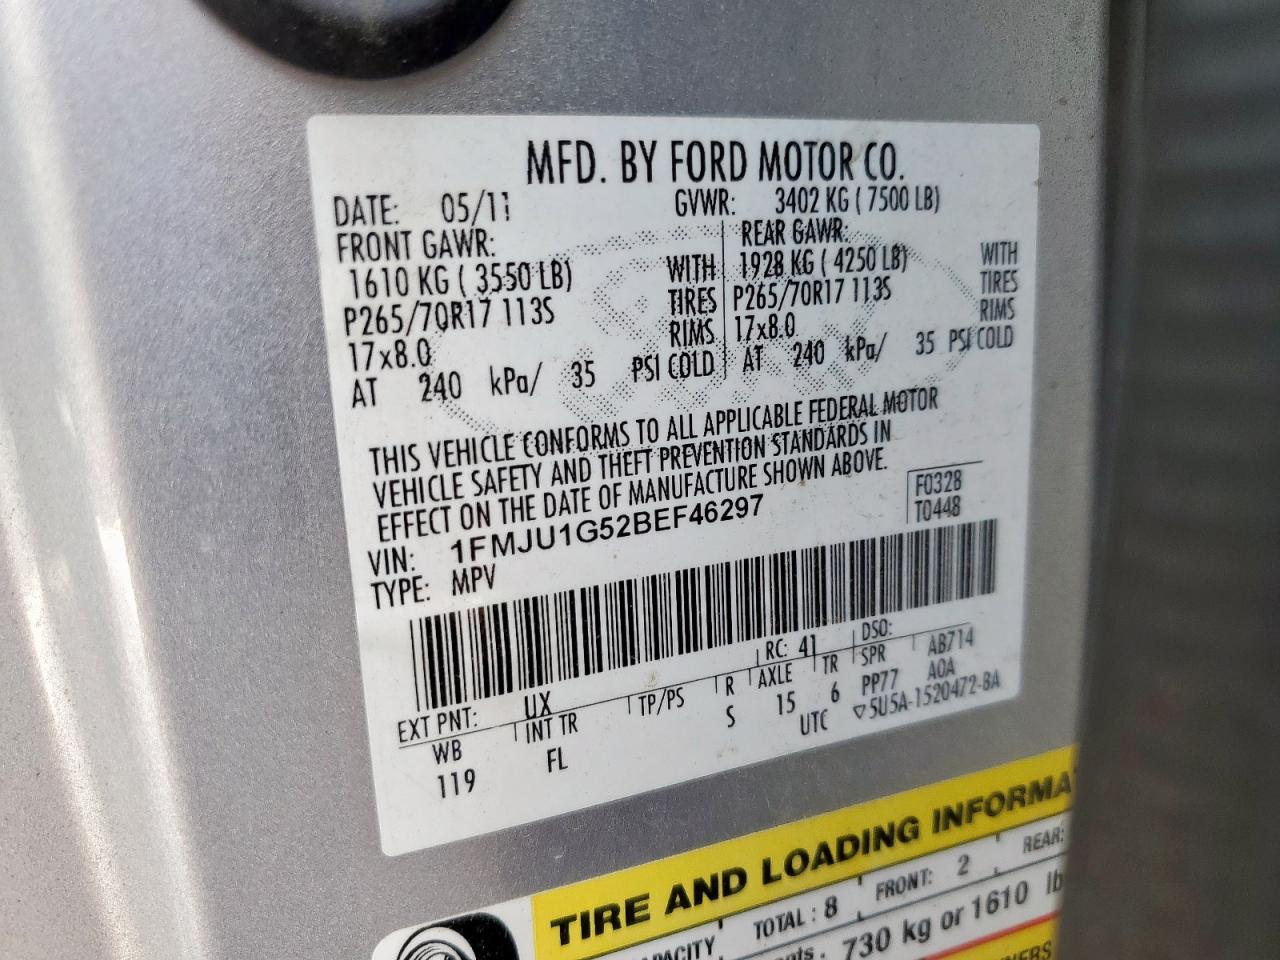 MFD. BY FORD MOTOR CO.
DATE: 05/11 GVWR: 3402 KG ( 7500 LB)
FRONT GAWR: REAR GAWR:
1610 KG ( 3550 LB) WITH 1928 KG ( 4250 LB) WITH
P265/70R17 113S TIRES P265/70R17 113S TIRES
17x8.0 RIMS 17x8.0 RIMS
AT 240 kPa/ 35 PSI COLD AT 240 kPa/ 35 PSI COLD
THIS VEHICLE CONFORMS TO ALL APPLICABLE FEDERAL MOTOR
VEHICLE SAFETY AND THEFT PREVENTION STANDARDS IN
EFFECT ON THE DATE OF MANUFACTURE SHOWN ABOVE.
F0328
T0448
VIN: 1FMJU1G52BEF46297
TYPE: MPV
EXT PNT: UX RC: 41 DSO:
WB INT TR TP/PS R AXLE TR SPR AB714
119 FL S 15 6 PP77 AOA
UTC ▽5U5A-1520472-BA
TIRE AND LOADING INFORMA
TOTAL : 8 FRONT: 2 REAR:
PACITY
nts. 730 kg or 1610 lb
NERS